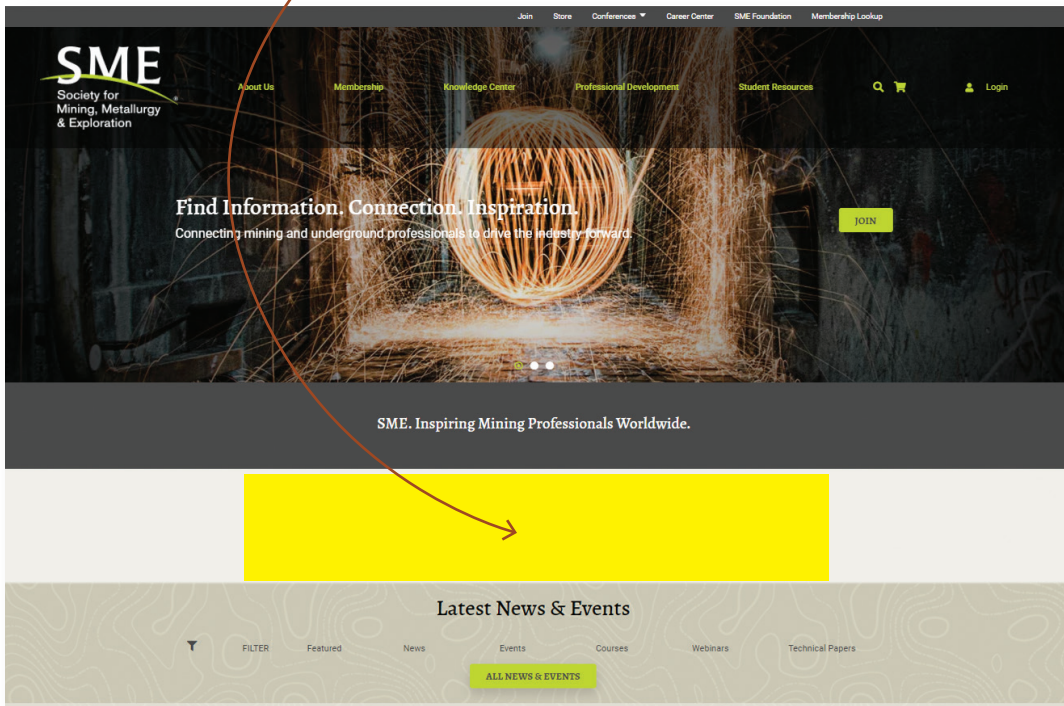 Join Store Conferences Career Center SME Foundation Membership Lookup
SME
Society for
Mining, Metallurgy
& Exploration
®
About Us Membership Knowledge Center Professional Development Student Resources Login
Find Information. Connection. Inspiration.
Connecting mining and underground professionals to drive the industry forward.
JOIN
SME. Inspiring Mining Professionals Worldwide.
Latest News & Events
FILTER Featured News Events Courses Webinars Technical Papers
ALL NEWS & EVENTS